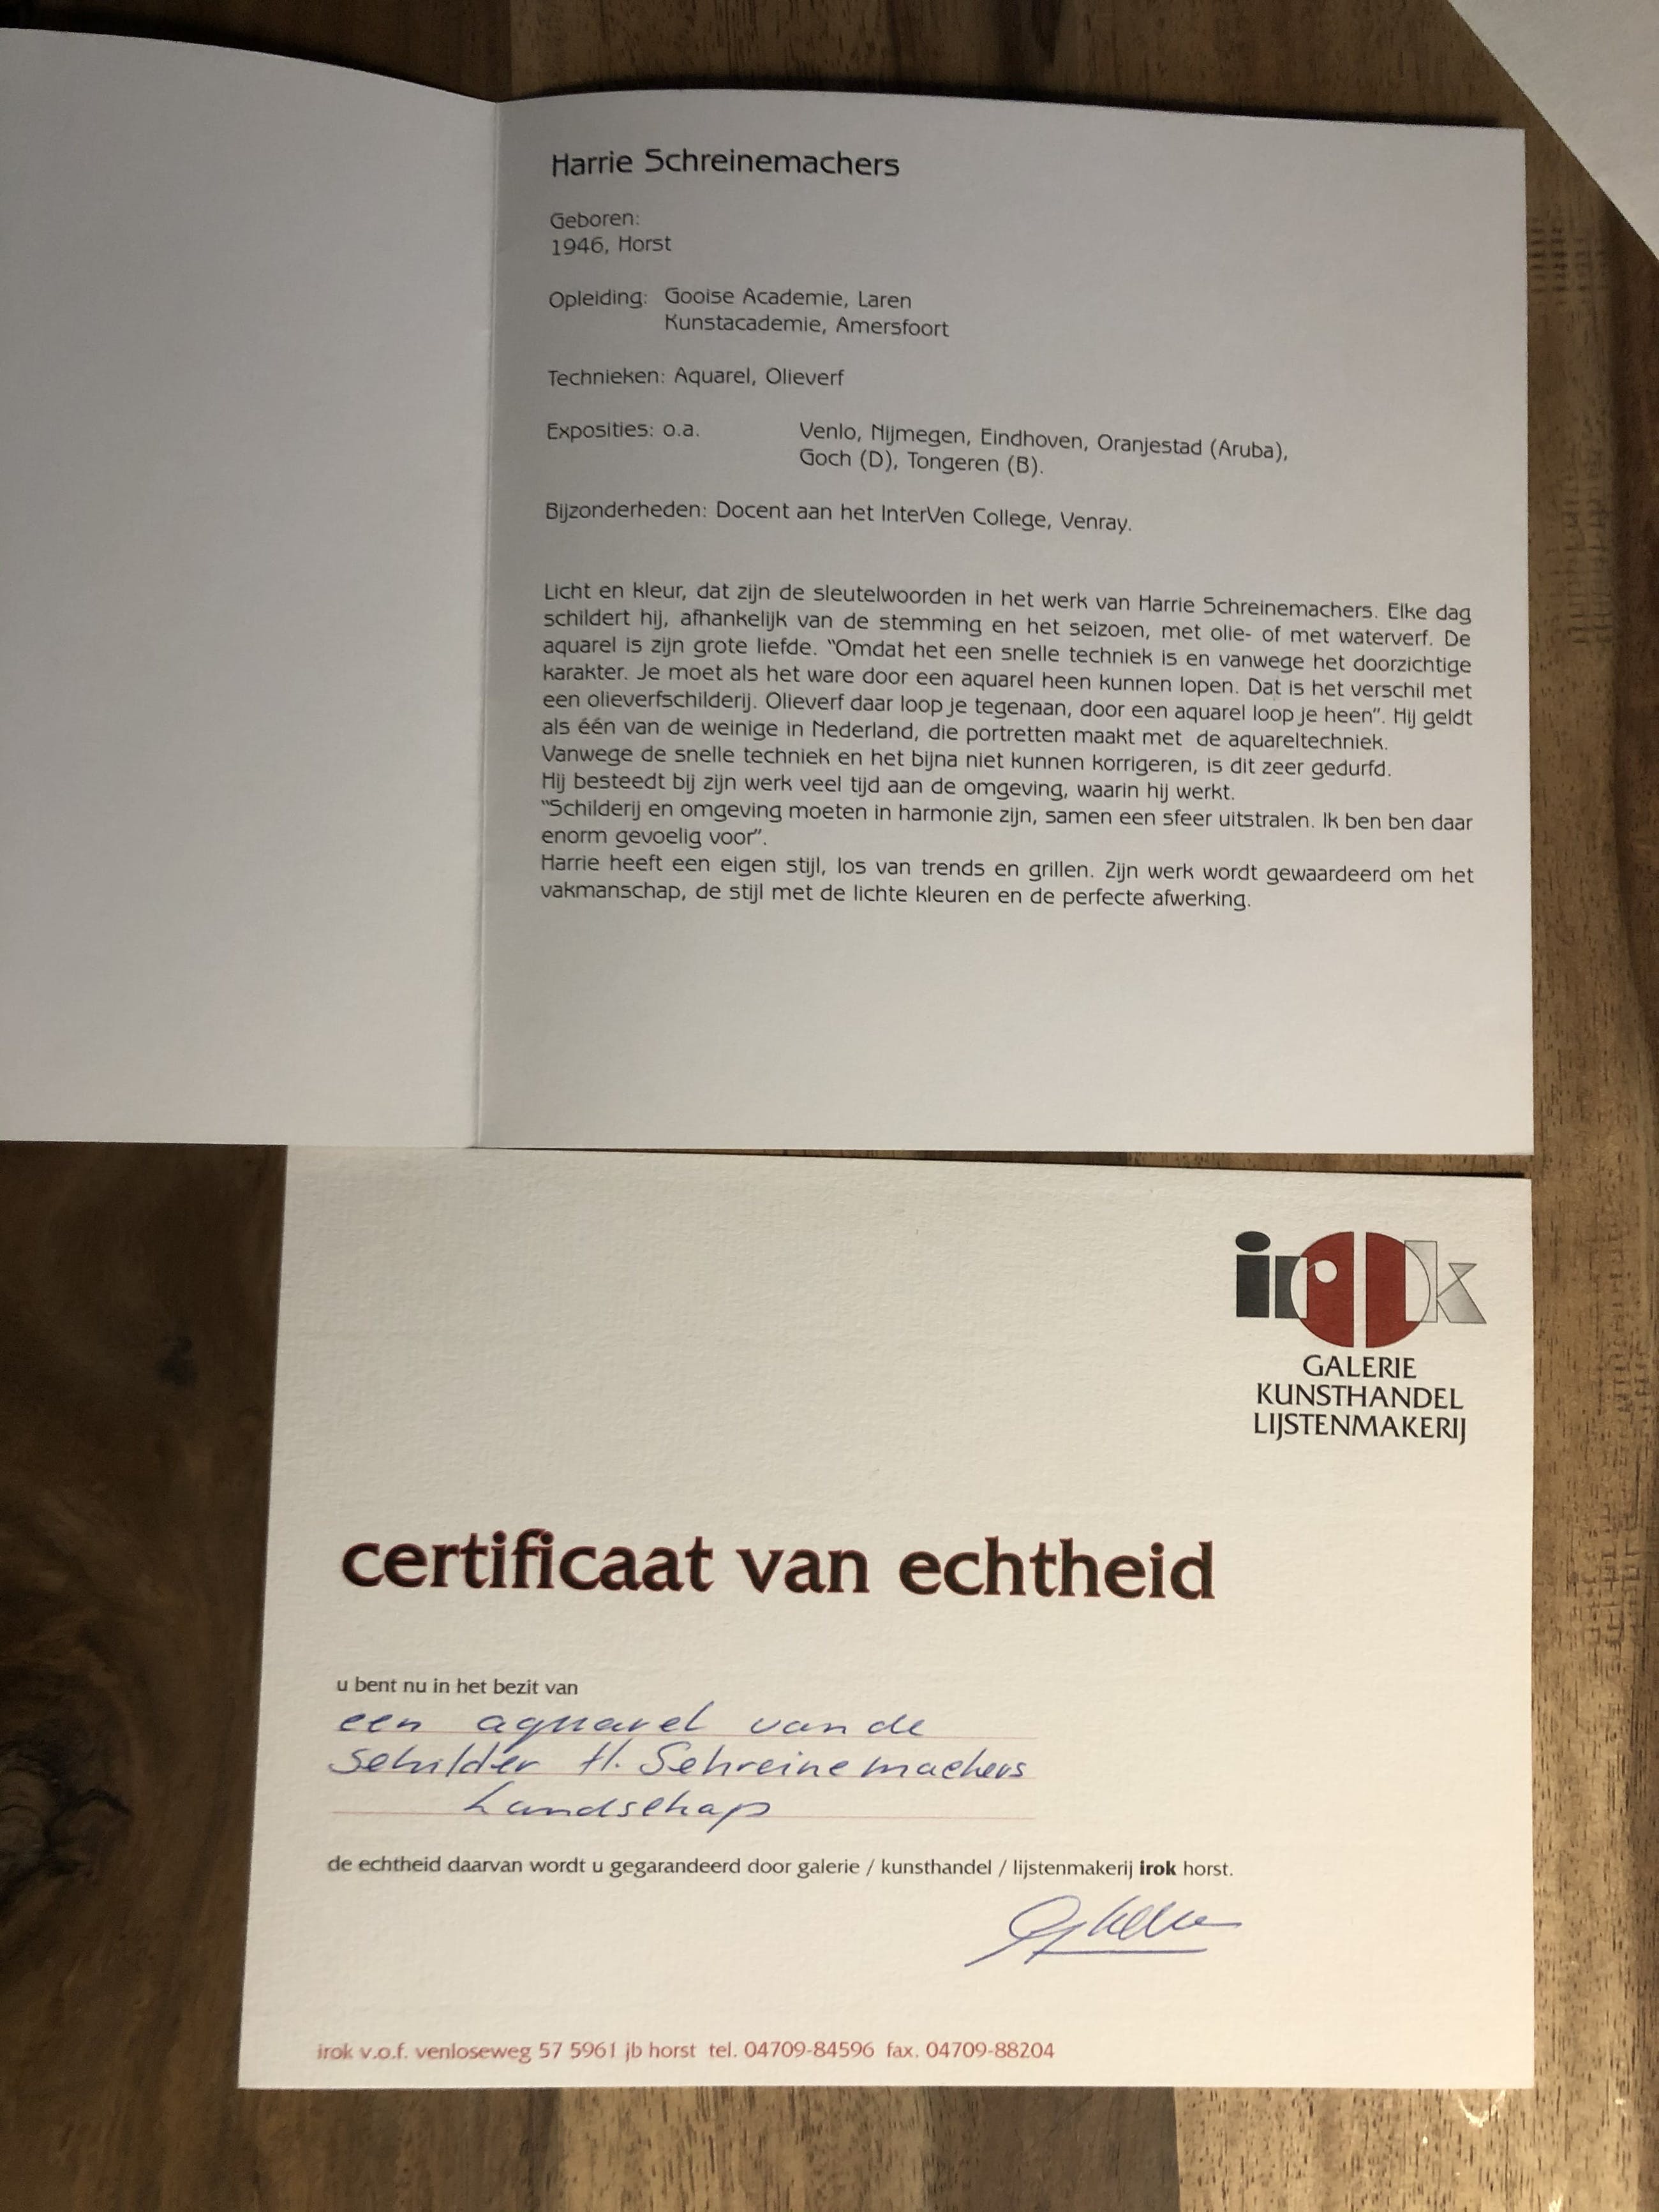 Harrie Schreinemachers
Geboren:
1946, Horst
Opleiding: Gooise Academie, Laren
Kunstacademie, Amersfoort
Technieken: Aquarel, Olieverf
Exposities: o.a. Venlo, Nijmegen, Eindhoven, Oranjestad (Aruba),
Goch (D), Tongeren (B).
Bijzonderheden: Docent aan het InterVen College, Venray.
Licht en kleur, dat zijn de sleutelwoorden in het werk van Harrie Schreinemachers. Elke dag
schildert hij, afhankelijk van de stemming en het seizoen, met olie- of met waterverf. De
aquarel is zijn grote liefde. "Omdat het een snelle techniek is en vanwege het doorzichtige
karakter. Je moet als het ware door een aquarel heen kunnen lopen. Dat is het verschil met
een olieverfschilderij. Olieverf daar loop je tegenaan, door een aquarel loop je heen". Hij geldt
als één van de weinige in Nederland, die portretten maakt met de aquareltechniek.
Vanwege de snelle techniek en het bijna niet kunnen korrigeren, is dit zeer gedurfd.
Hij besteedt bij zijn werk veel tijd aan de omgeving, waarin hij werkt.
"Schilderij en omgeving moeten in harmonie zijn, samen een sfeer uitstralen. Ik ben ben daar
enorm gevoelig voor".
Harrie heeft een eigen stijl, los van trends en grillen. Zijn werk wordt gewaardeerd om het
vakmanschap, de stijl met de lichte kleuren en de perfecte afwerking.
irok
GALERIE
KUNSTHANDEL
LIJSTENMAKERIJ
certificaat van echtheid
u bent nu in het bezit van
een aquarel van de
schilder H. Schreinemachers
Landschap
de echtheid daarvan wordt u gegarandeerd door galerie / kunsthandel / lijstenmakerij irok horst.
irok v.o.f. venloseweg 57 5961 jb horst tel. 04709-84596 fax. 04709-88204